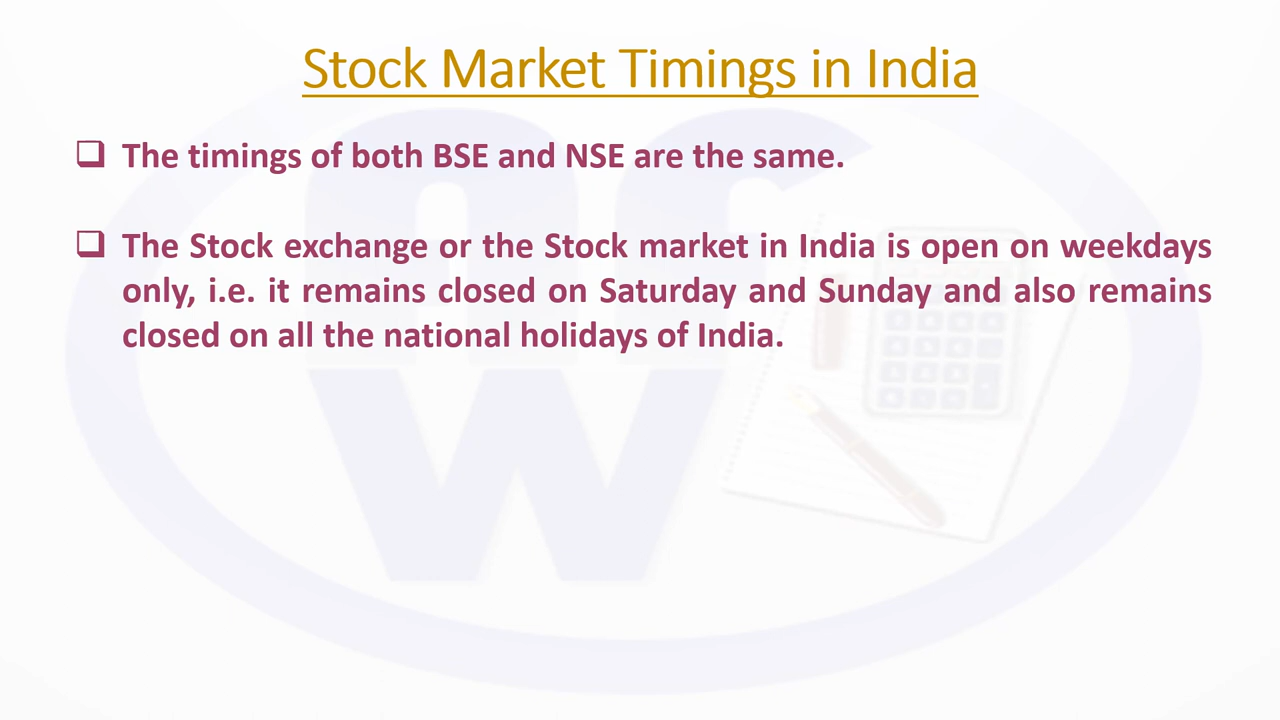 Stock Market Timings in India
The timings of both BSE and NSE are the same.
The Stock exchange or the Stock market in India is open on weekdays
only, i.e. it remains closed on Saturday and Sunday and also remains
closed on all the national holidays of India.